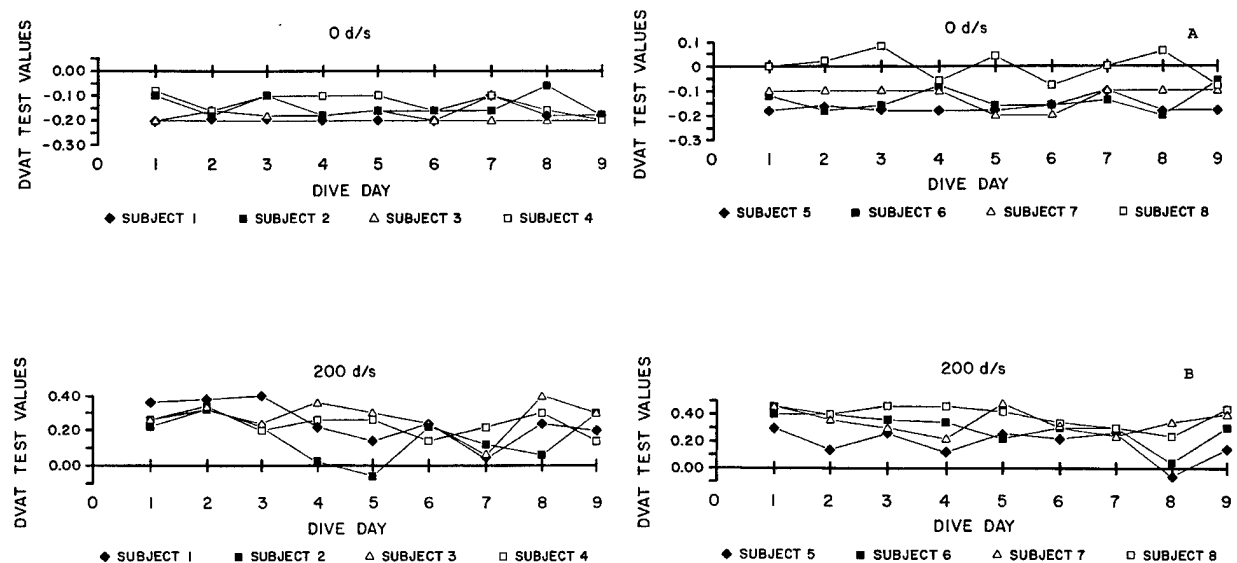 0 d/s
DVAT TEST VALUES
0.00
-0.10
-0.20
-0.30
0 1 2 3 4 5 6 7 8 9
DIVE DAY
SUBJECT 1 SUBJECT 2 SUBJECT 3 SUBJECT 4
0 d/s
A
DVAT TEST VALUES
0.1
0
-0.1
-0.2
-0.3
0 1 2 3 4 5 6 7 8 9
DIVE DAY
SUBJECT 5 SUBJECT 6 SUBJECT 7 SUBJECT 8
200 d/s
DVAT TEST VALUES
0.40
0.20
0.00
0 1 2 3 4 5 6 7 8 9
DIVE DAY
SUBJECT 1 SUBJECT 2 SUBJECT 3 SUBJECT 4
200 d/s
B
DVAT TEST VALUES
0.40
0.20
0.00
0 1 2 3 4 5 6 7 8 9
DIVE DAY
SUBJECT 5 SUBJECT 6 SUBJECT 7 SUBJECT 8